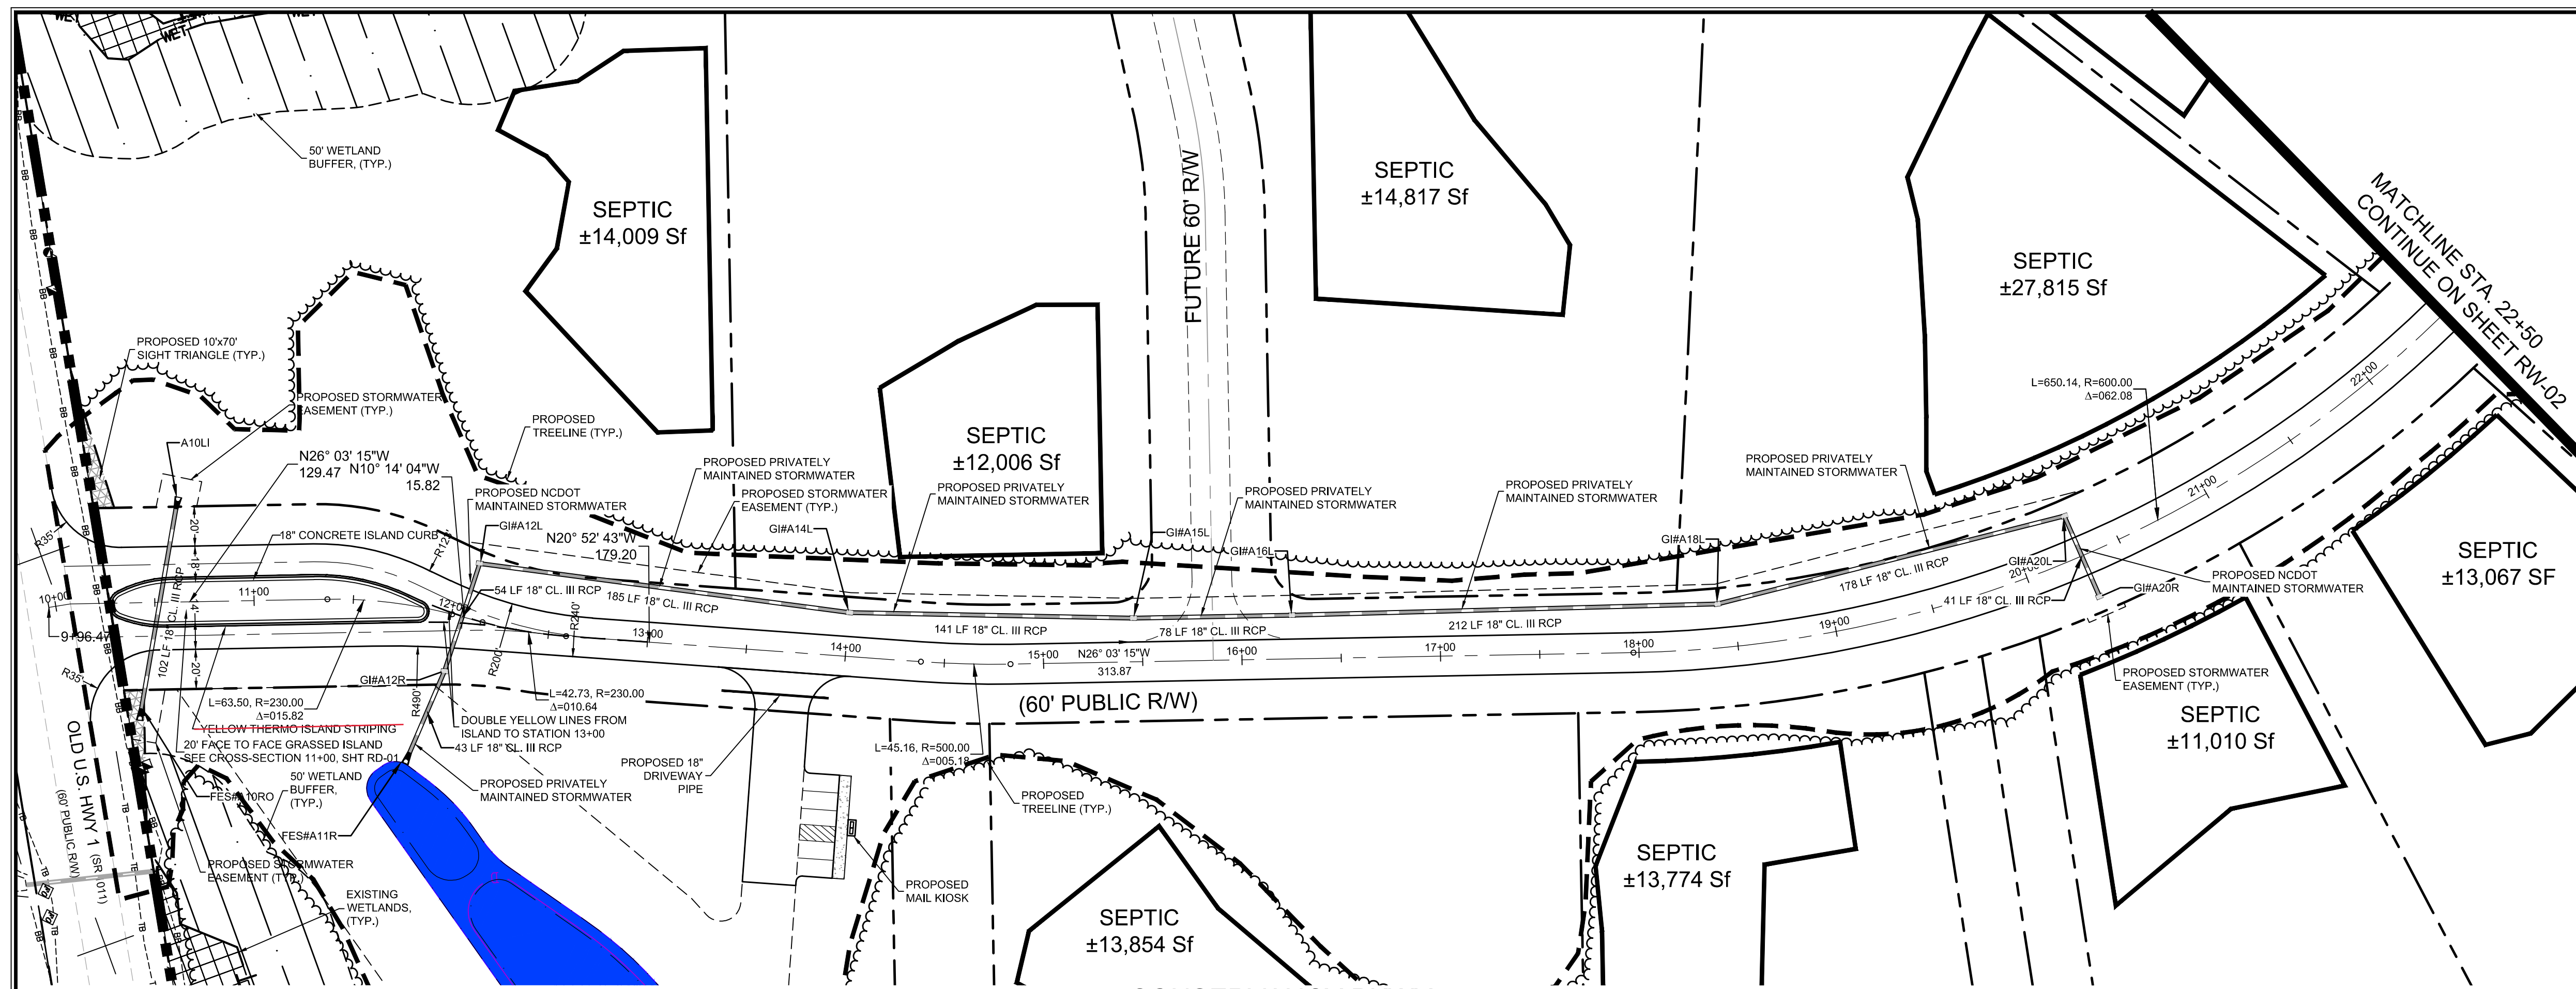 WET
WET
WET
50' WETLAND
BUFFER, (TYP.)
SEPTIC
±14,009 Sf
FUTURE 60' R/W
SEPTIC
±14,817 Sf
SEPTIC
±27,815 Sf
MATCHLINE STA. 22+50
CONTINUE ON SHEET RW-02
PROPOSED 10'x70'
SIGHT TRIANGLE (TYP.)
PROPOSED STORMWATER
EASEMENT (TYP.)
PROPOSED
TREELINE (TYP.)
SEPTIC
±12,006 Sf
L=650.14, R=600.00
Δ=062.08
22+00
21+00
A10LI
N26° 03' 15"W
129.47
N10° 14' 04"W
15.82
PROPOSED NCDOT
MAINTAINED STORMWATER
PROPOSED PRIVATELY
MAINTAINED STORMWATER
PROPOSED STORMWATER
EASEMENT (TYP.)
PROPOSED PRIVATELY
MAINTAINED STORMWATER
PROPOSED PRIVATELY
MAINTAINED STORMWATER
PROPOSED PRIVATELY
MAINTAINED STORMWATER
PROPOSED PRIVATELY
MAINTAINED STORMWATER
GI#A12L
N20° 52' 43"W
179.20
GI#A14L
GI#A15L
GI#A16L
GI#A18L
GI#A20L
GI#A20R
PROPOSED NCDOT
MAINTAINED STORMWATER
SEPTIC
±13,067 SF
R35'
20'
18'
18" CONCRETE ISLAND CURB
10+00
11+00
12+00
9+96.47
102 LF 18" CL. III RCP
54 LF 18" CL. III RCP
185 LF 18" CL. III RCP
R240'
R200'
13+00
141 LF 18" CL. III RCP
78 LF 18" CL. III RCP
212 LF 18" CL. III RCP
178 LF 18" CL. III RCP
41 LF 18" CL. III RCP
14+00
15+00
N26° 03' 15"W
313.87
16+00
17+00
18+00
19+00
20+00
R35'
20'
GI#A12R
R490'
L=63.50, R=230.00
Δ=015.82
YELLOW THERMO ISLAND STRIPING
20' FACE TO FACE GRASSED ISLAND
SEE CROSS-SECTION 11+00, SHT RD-01
L=42.73, R=230.00
Δ=010.64
DOUBLE YELLOW LINES FROM
ISLAND TO STATION 13+00
43 LF 18" CL. III RCP
PROPOSED PRIVATELY
MAINTAINED STORMWATER
(60' PUBLIC R/W)
L=45.16, R=500.00
Δ=005.18
PROPOSED 18"
DRIVEWAY
PIPE
PROPOSED
TREELINE (TYP.)
PROPOSED STORMWATER
EASEMENT (TYP.)
SEPTIC
±11,010 Sf
OLD U.S. HWY 1 (SR 1011)
(60' PUBLIC R/W)
50' WETLAND
BUFFER,
(TYP.)
FES#A10RO
FES#A11R
PROPOSED STORMWATER
EASEMENT (TYP.)
EXISTING
WETLANDS,
(TYP.)
PROPOSED
MAIL KIOSK
SEPTIC
±13,854 Sf
SEPTIC
±13,774 Sf